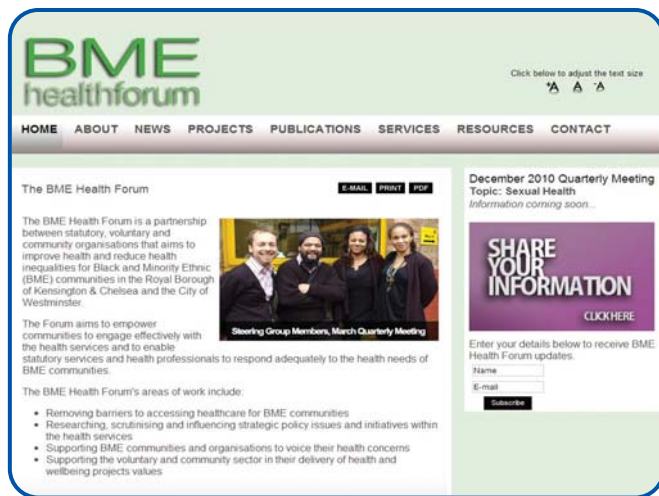 BME
healthforum
Click below to adjust the text size
+A A -A
HOME ABOUT NEWS PROJECTS PUBLICATIONS SERVICES RESOURCES CONTACT
The BME Health Forum
E-MAIL PRINT PDF
The BME Health Forum is a partnership
between statutory, voluntary and
community organisations that aims to
improve health and reduce health
inequalities for Black and Minority Ethnic
(BME) communities in the Royal Borough
of Kensington & Chelsea and the City of
Westminster.
Steering Group Members, March Quarterly Meeting
The Forum aims to empower
communities to engage effectively with
the health services and to enable
statutory services and health professionals to respond adequately to the health needs of
BME communities.
The BME Health Forum's areas of work include:
• Removing barriers to accessing healthcare for BME communities
• Researching, scrutinising and influencing strategic policy issues and initiatives within
the health services
• Supporting BME communities and organisations to voice their health concerns
• Supporting the voluntary and community sector in their delivery of health and
wellbeing projects values
December 2010 Quarterly Meeting
Topic: Sexual Health
Information coming soon...
SHARE
YOUR
INFORMATION
CLICK HERE
Enter your details below to receive BME
Health Forum updates.
Name
E-mail
Subscribe